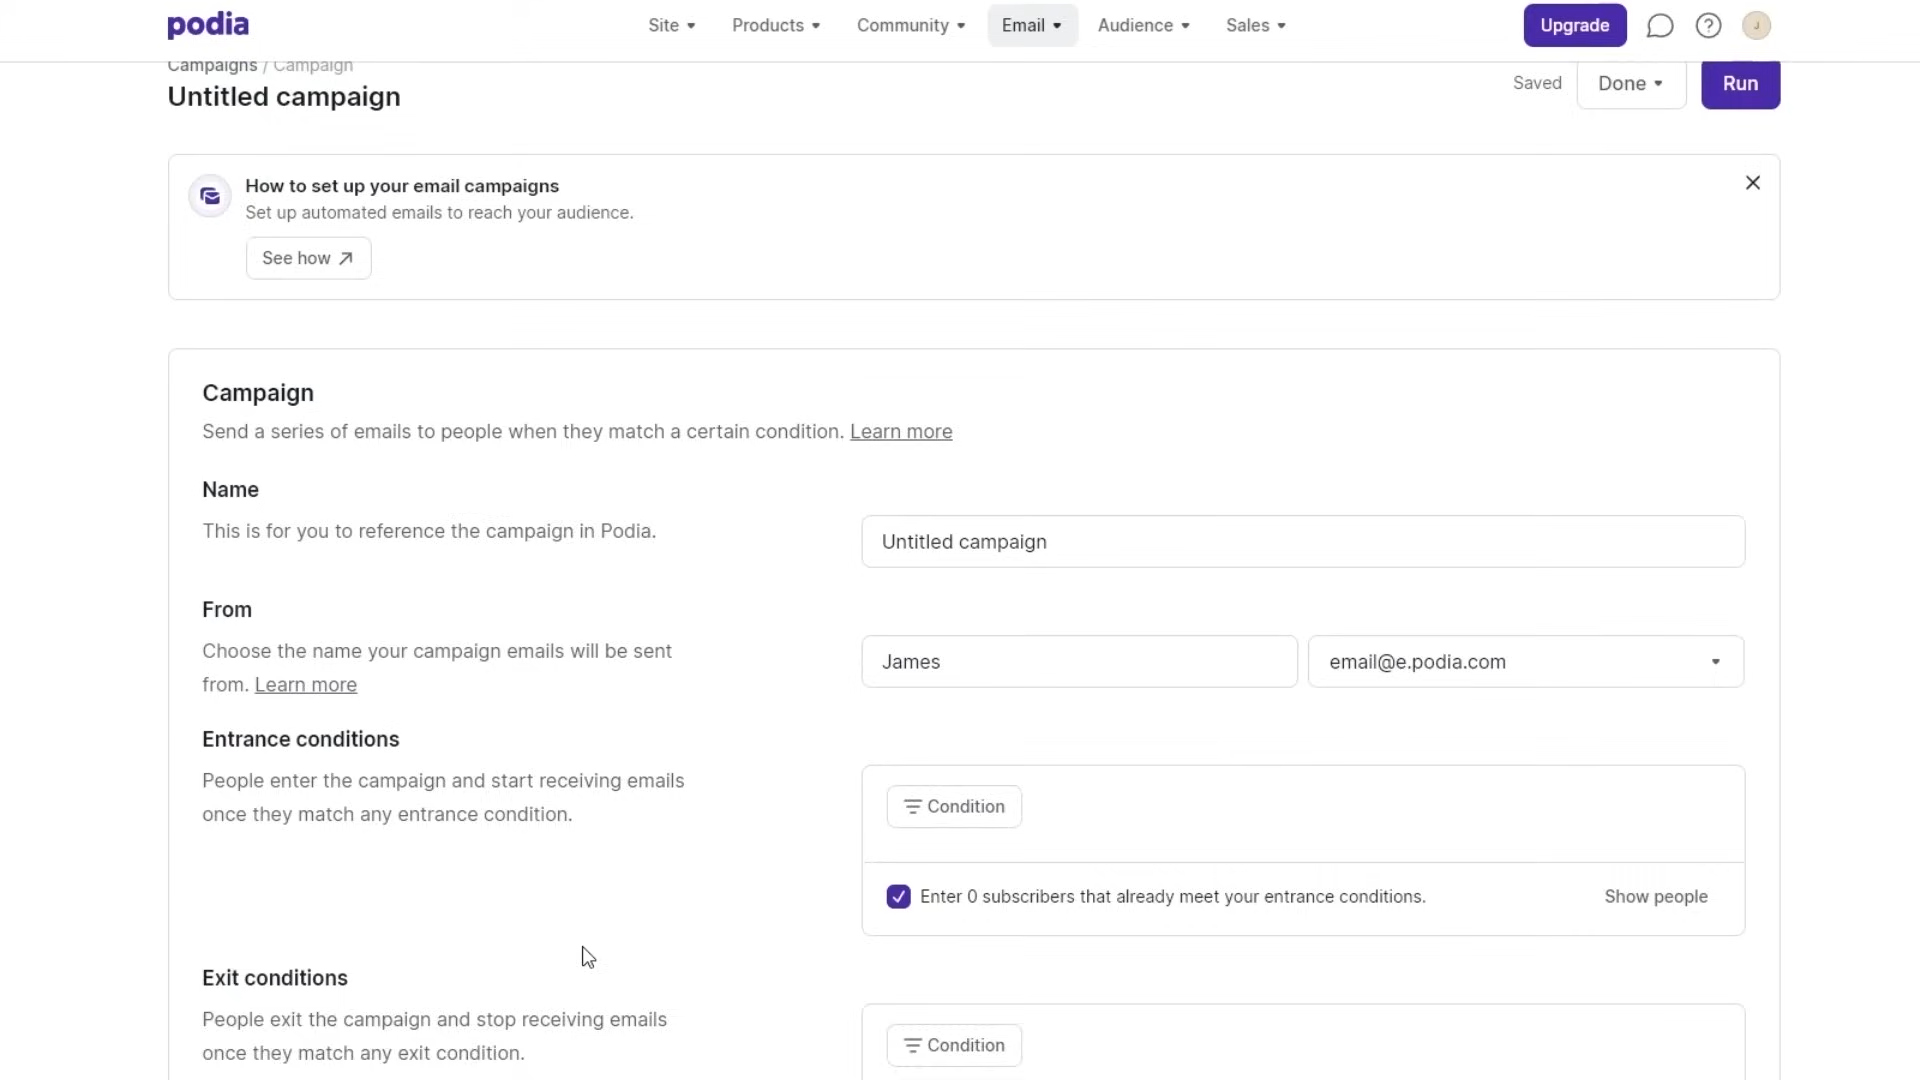 podia
Site Products Community Email Audience Sales Upgrade J
Campaigns / Campaign
Untitled campaign
Saved Done Run
How to set up your email campaigns
Set up automated emails to reach your audience.
See how
Campaign
Send a series of emails to people when they match a certain condition. Learn more
Name
This is for you to reference the campaign in Podia.
Untitled campaign
From
Choose the name your campaign emails will be sent
from. Learn more
James email@e.podia.com
Entrance conditions
People enter the campaign and start receiving emails
once they match any entrance condition.
Condition
Enter 0 subscribers that already meet your entrance conditions. Show people
Exit conditions
People exit the campaign and stop receiving emails
once they match any exit condition.
Condition